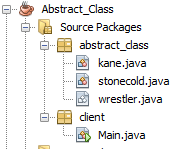 Abstract_Class
Source Packages
abstract_class
kane.java
stonecold.java
wrestler.java
client
Main.java